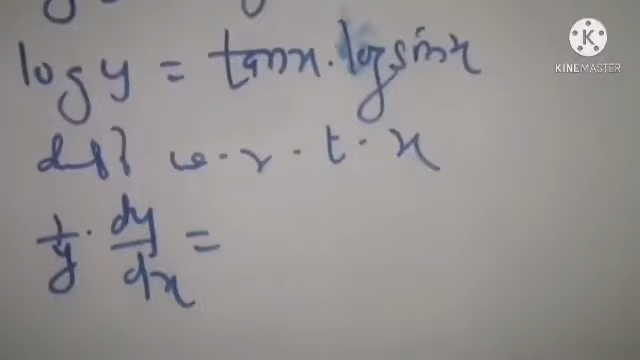 log y = tanx . log sinx
diff w.r.t.x
1/y . dy/dx =
KINEMASTER